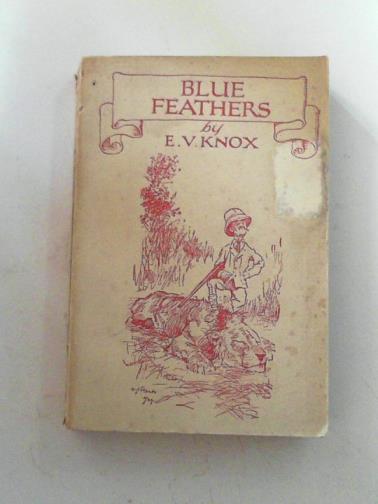 BLUE
FEATHERS
by
E.V. KNOX